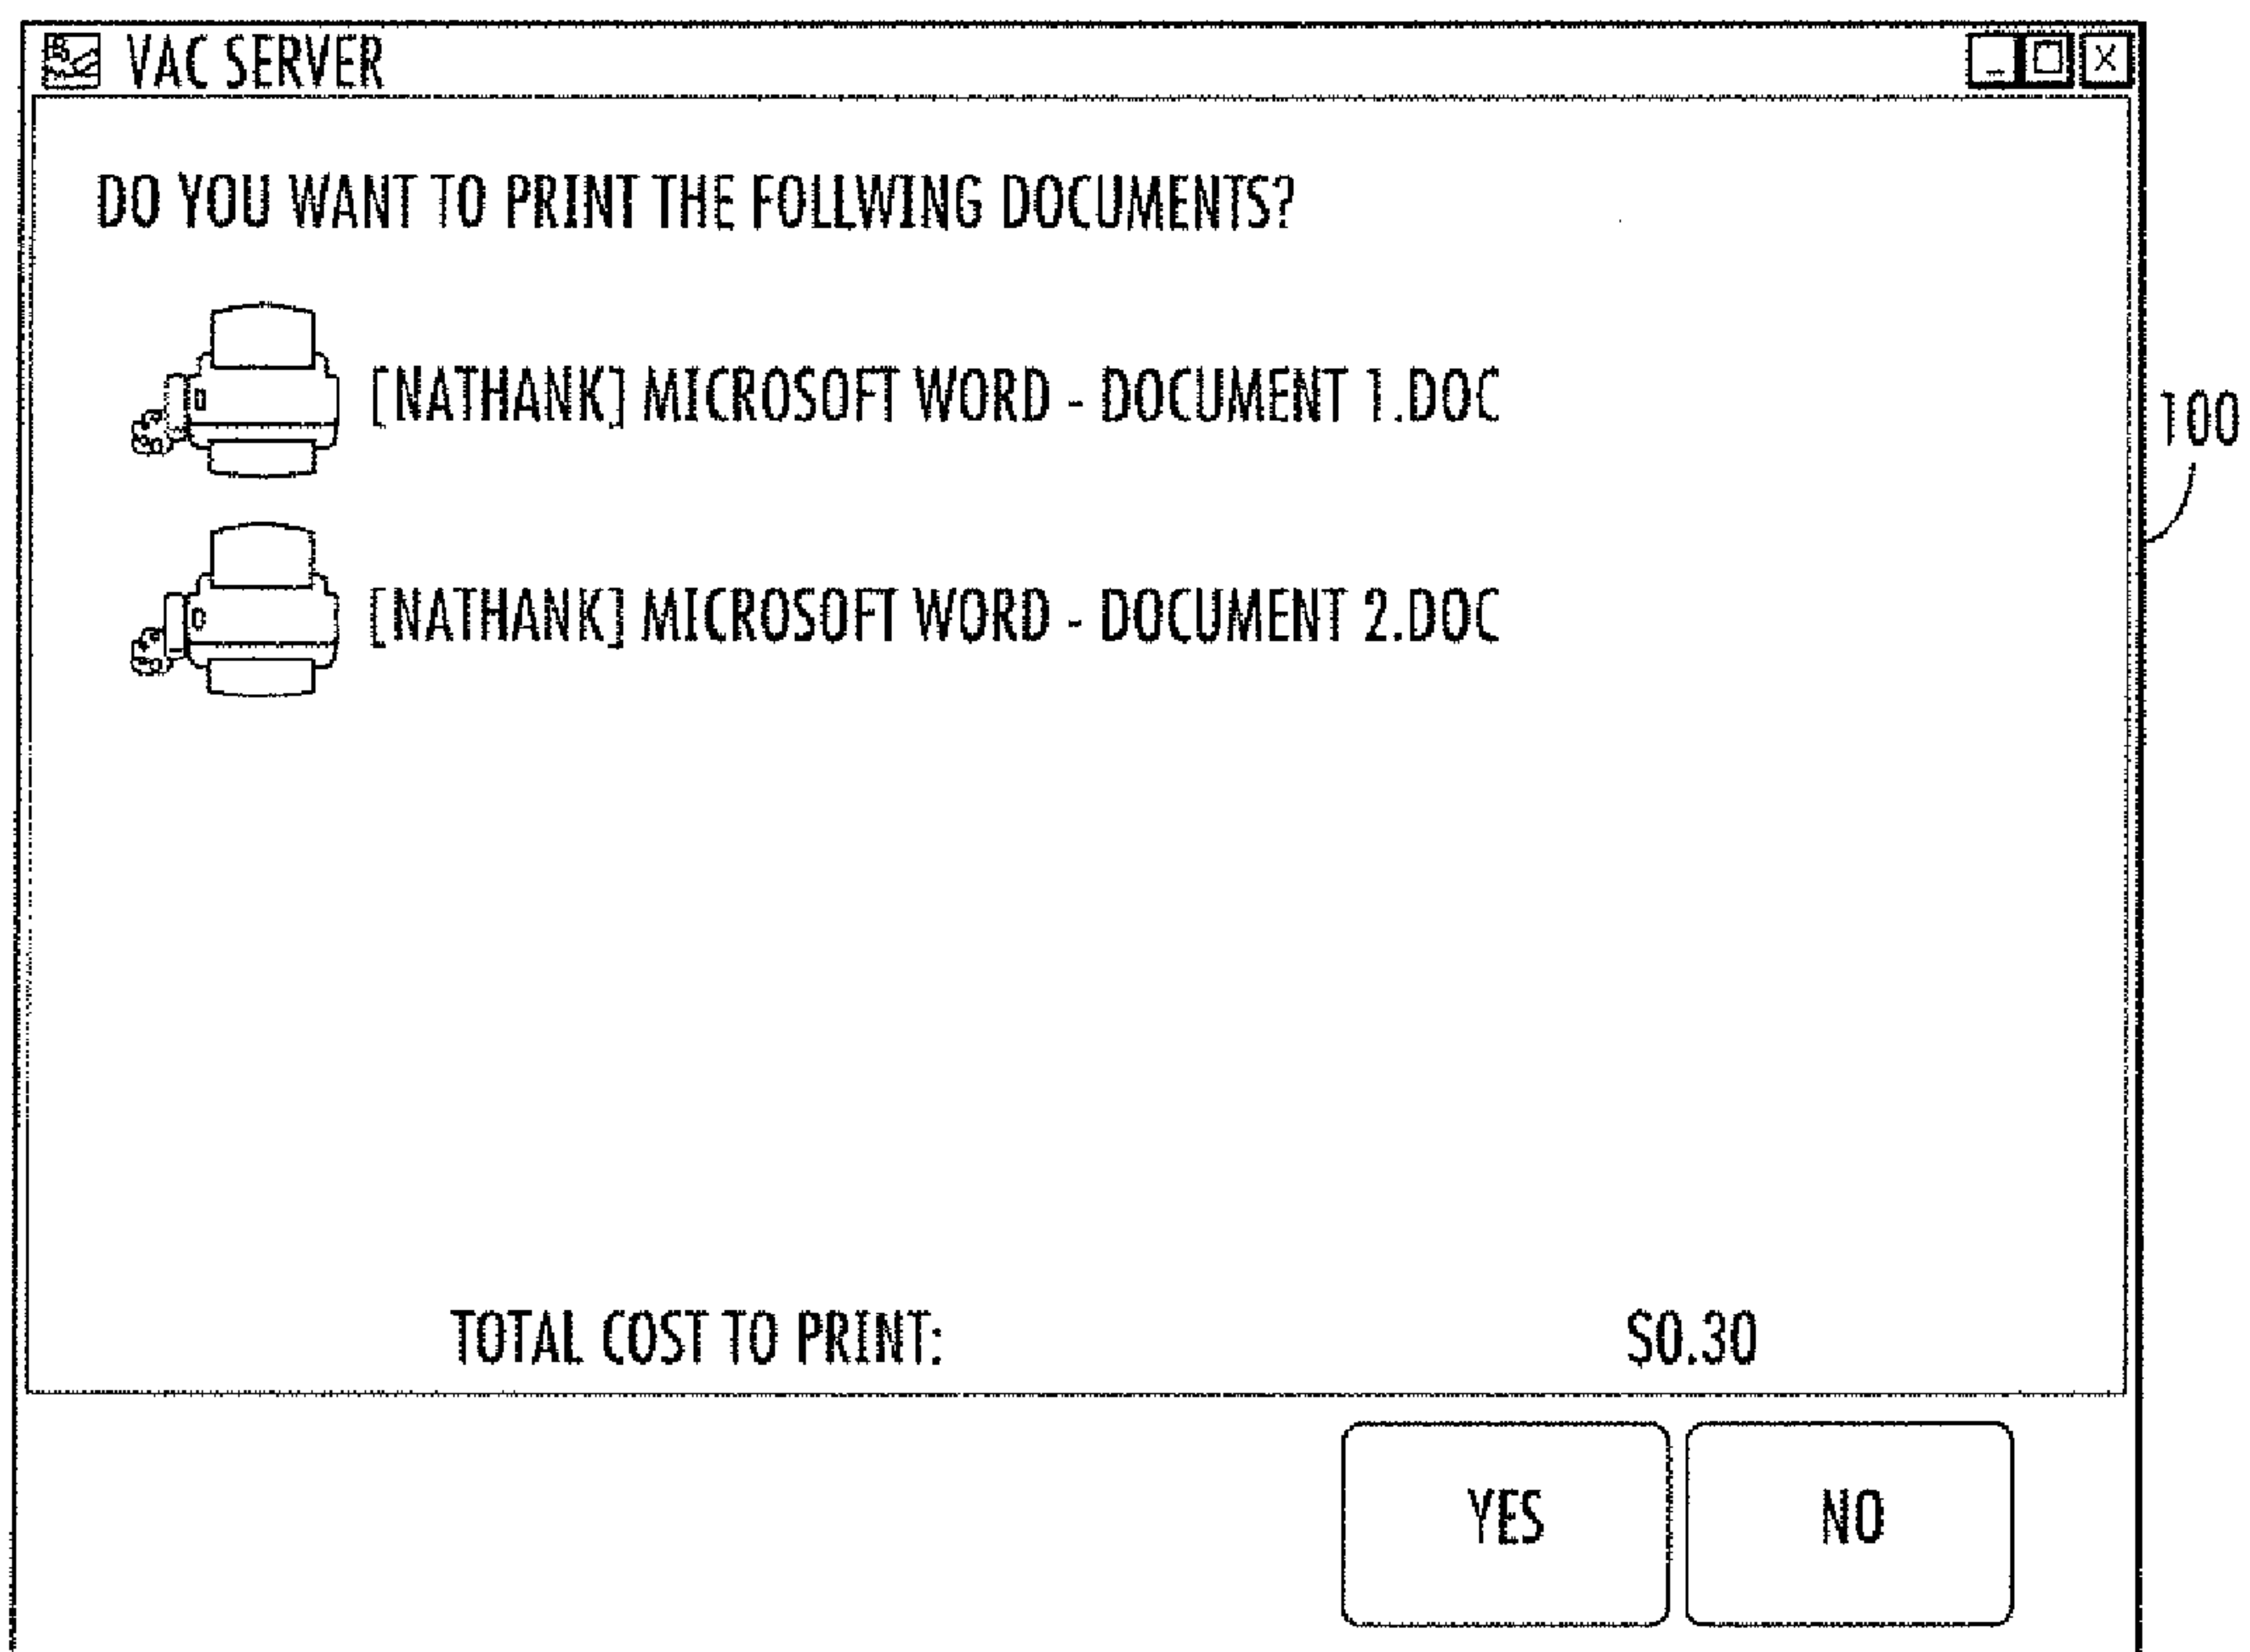 VAC SERVER
DO YOU WANT TO PRINT THE FOLLWING DOCUMENTS?
[NATHANK] MICROSOFT WORD - DOCUMENT 1.DOC
100
[NATHANK] MICROSOFT WORD - DOCUMENT 2.DOC
TOTAL COST TO PRINT: $0.30
YES NO